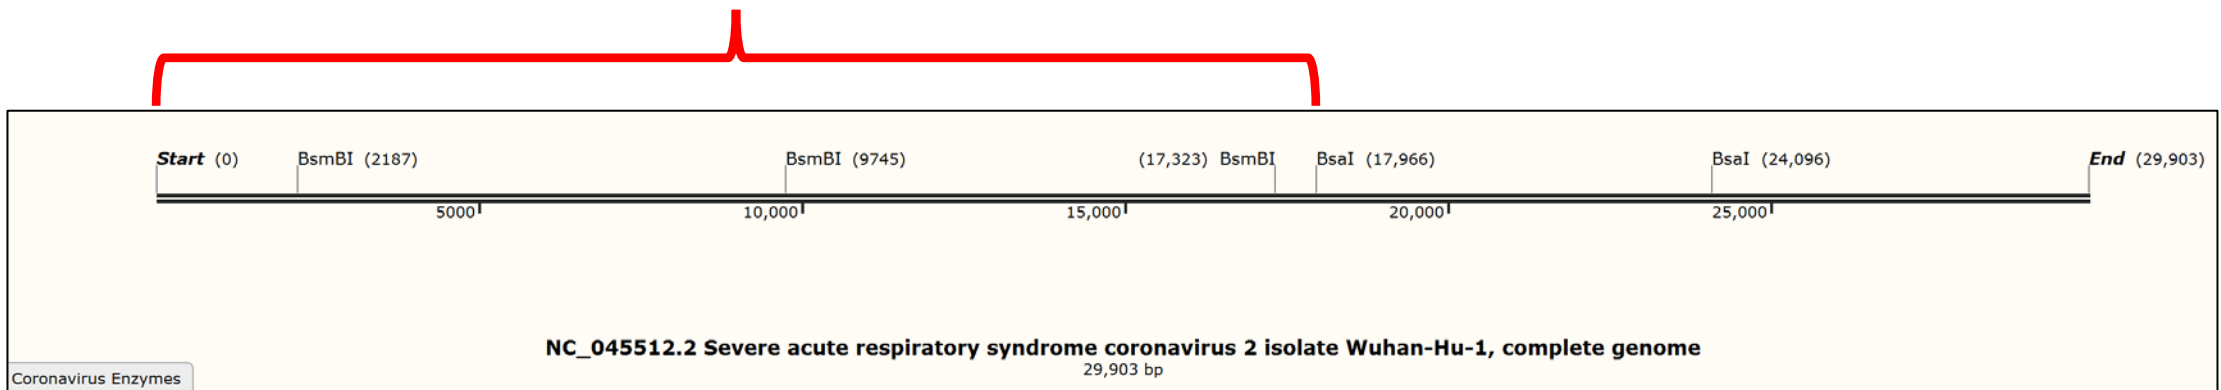 Start (0) BsmBI (2187) BsmBI (9745) (17,323) BsmBI BsaI (17,966) BsaI (24,096) End (29,903)
5000 10,000 15,000 20,000 25,000
NC_045512.2 Severe acute respiratory syndrome coronavirus 2 isolate Wuhan-Hu-1, complete genome
29,903 bp
Coronavirus Enzymes